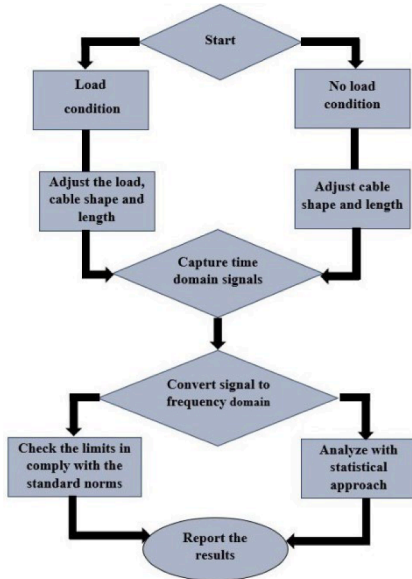 Start
Load
condition
No load
condition
Adjust the load,
cable shape and
length
Adjust cable
shape and length
Capture time
domain signals
Convert signal to
frequency domain
Check the limits in
comply with the
standard norms
Analyze with
statistical
approach
Report the
results